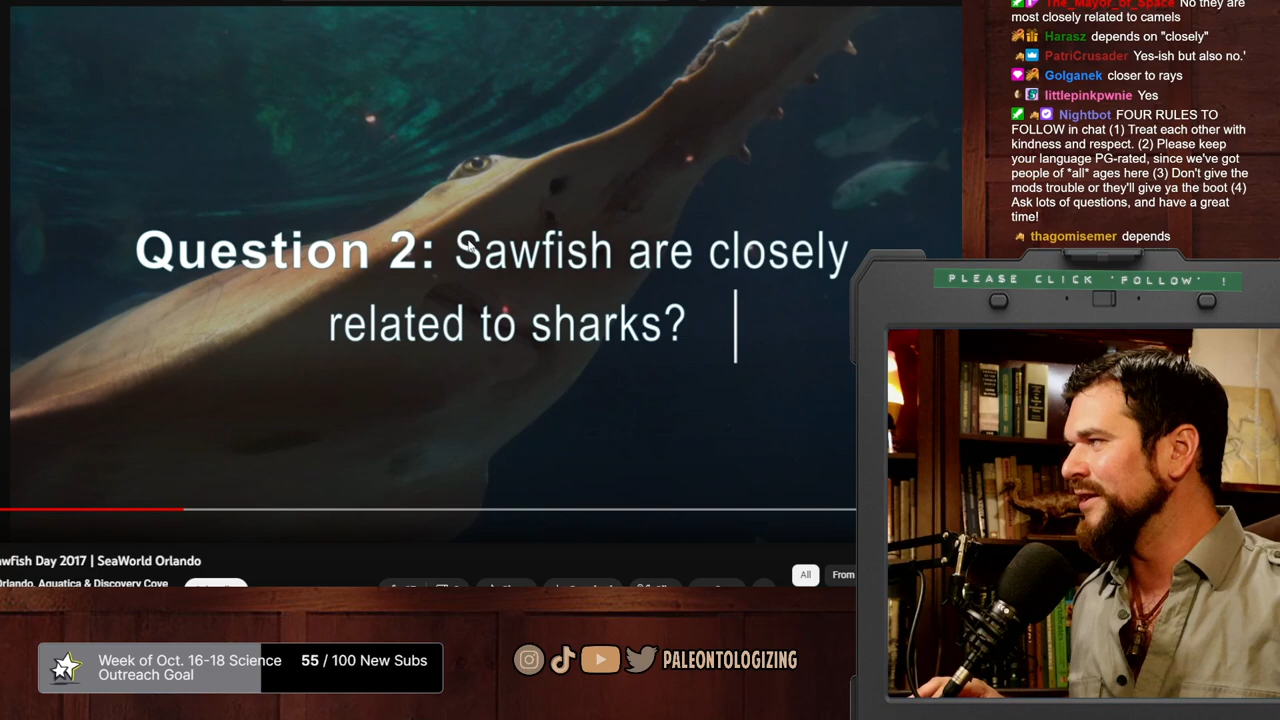 The_Mayor_of_Space No they are
most closely related to camels
Harasz depends on "closely"
PatriCrusader Yes-ish but also no.'
Golganek closer to rays
littlepinkpwnie Yes
Nightbot FOUR RULES TO
FOLLOW in chat (1) Treat each other with
kindness and respect. (2) Please keep
your language PG-rated, since we've got
people of *all* ages here (3) Don't give the
mods trouble or they'll give ya the boot (4)
Ask lots of questions, and have a great
time!
thagomisemer depends
Question 2: Sawfish are closely
related to sharks?
PLEASE CLICK 'FOLLOW' !
awfish Day 2017 | SeaWorld Orlando
Orlando, Aquatica & Discovery Cove
All
From
Week of Oct. 16-18 Science
Outreach Goal
55 / 100 New Subs
PALEONTOLOGIZING